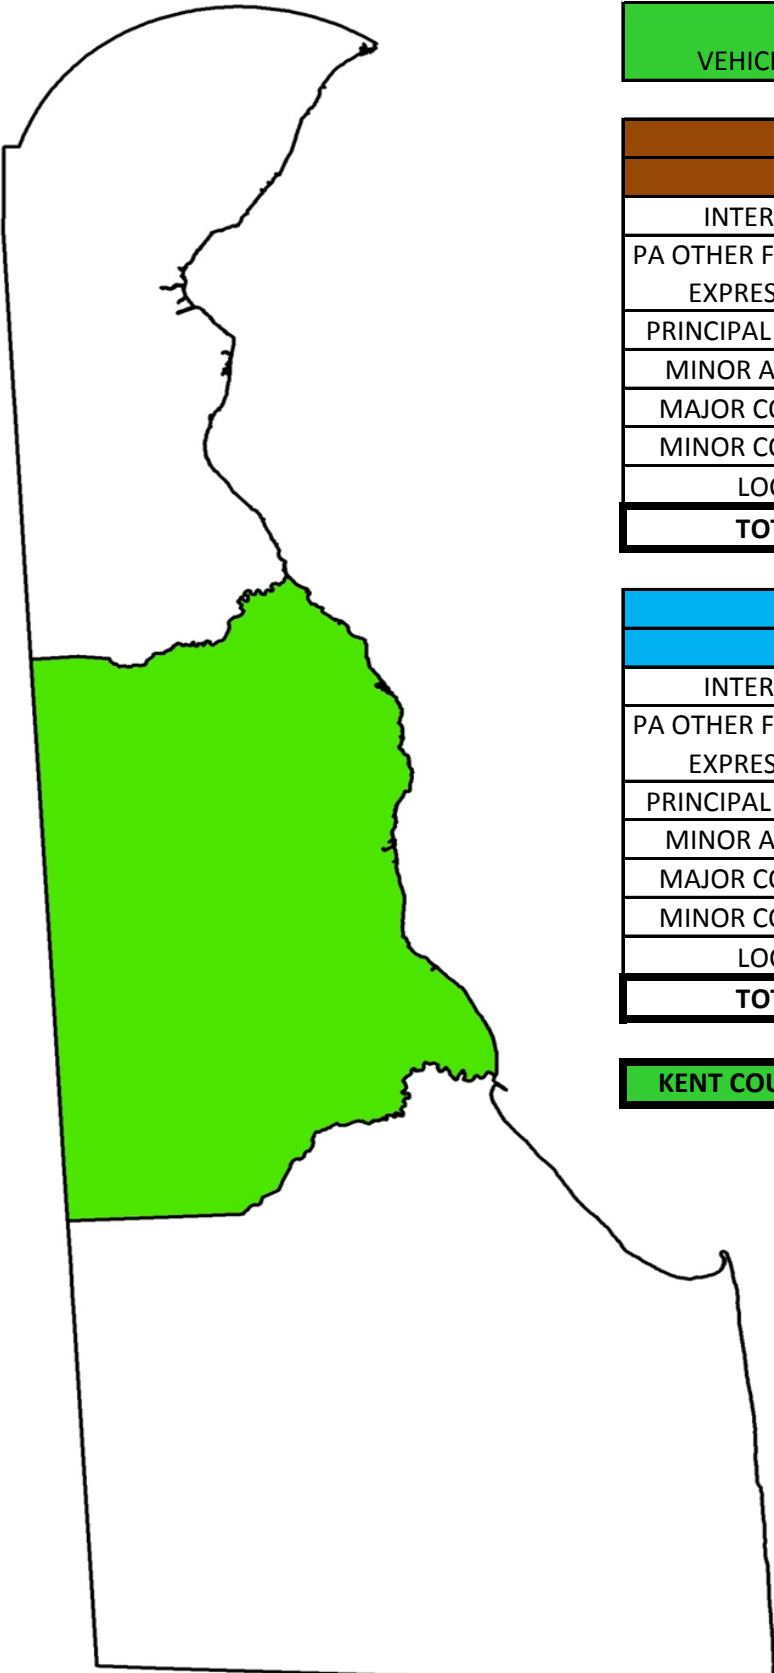 VEHICL
INTER
PA OTHER F
EXPRES
PRINCIPAL
MINOR A
MAJOR CO
MINOR CO
LOC
TOT
INTER
PA OTHER F
EXPRES
PRINCIPAL
MINOR A
MAJOR CO
MINOR CO
LOC
TOT
KENT COU